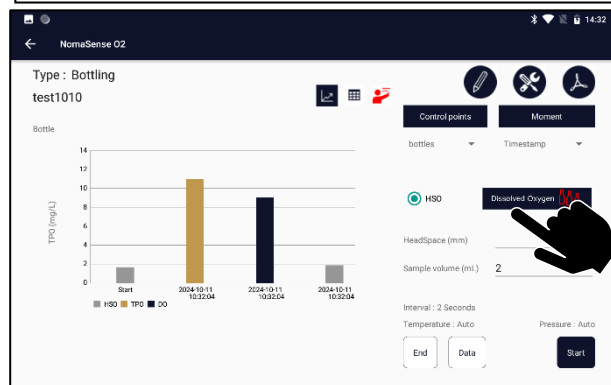 14:32
NomaSense O2
Type : Bottling
test1010
Control points
Moment
Bottle
bottles
Timestamp
14
12
10
8
6
4
2
0
TPO (mg/L)
Start
2024-10-11
10:32:04
2024-10-11
10:32:04
2024-10-11
10:32:04
HSO TPO DO
HSO
Dissolved Oxygen
HeadSpace (mm)
Sample volume (mL)
2
Interval : 2 Seconds
Temperature : Auto
Pressure : Auto
End
Data
Start